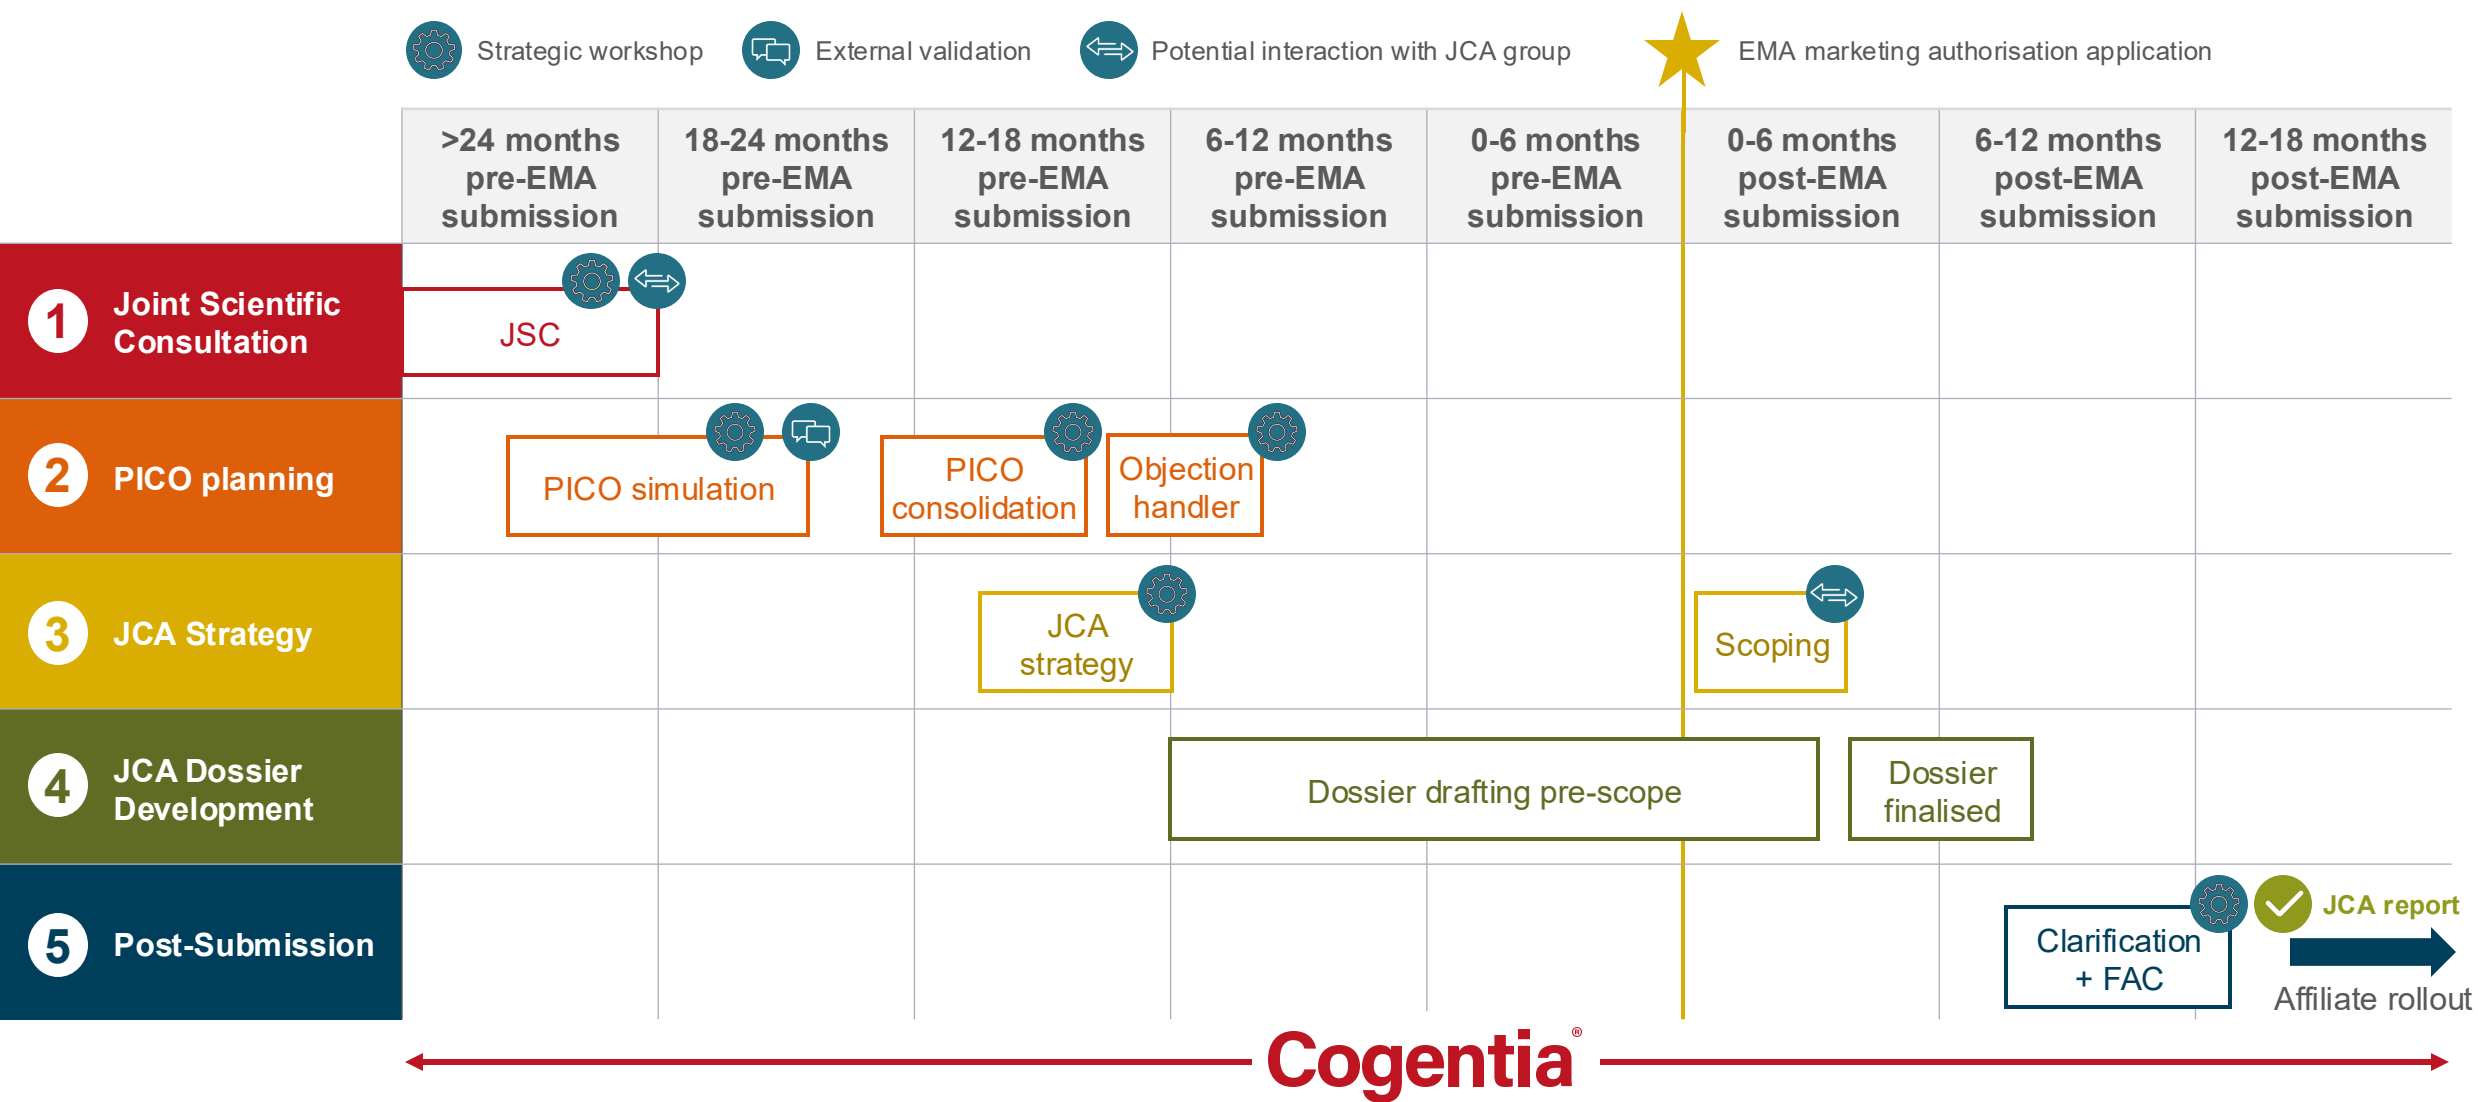 Strategic workshop
External validation
Potential interaction with JCA group
EMA marketing authorisation application
>24 months
pre-EMA
submission
18-24 months
pre-EMA
submission
12-18 months
pre-EMA
submission
6-12 months
pre-EMA
submission
0-6 months
pre-EMA
submission
0-6 months
post-EMA
submission
6-12 months
post-EMA
submission
12-18 months
post-EMA
submission
1
Joint Scientific
Consultation
JSC
2
PICO planning
PICO simulation
PICO
consolidation
Objection
handler
3
JCA Strategy
JCA
strategy
Scoping
4
JCA Dossier
Development
Dossier drafting pre-scope
Dossier
finalised
5
Post-Submission
Clarification
+ FAC
JCA report
Affiliate rollout
Cogentia®